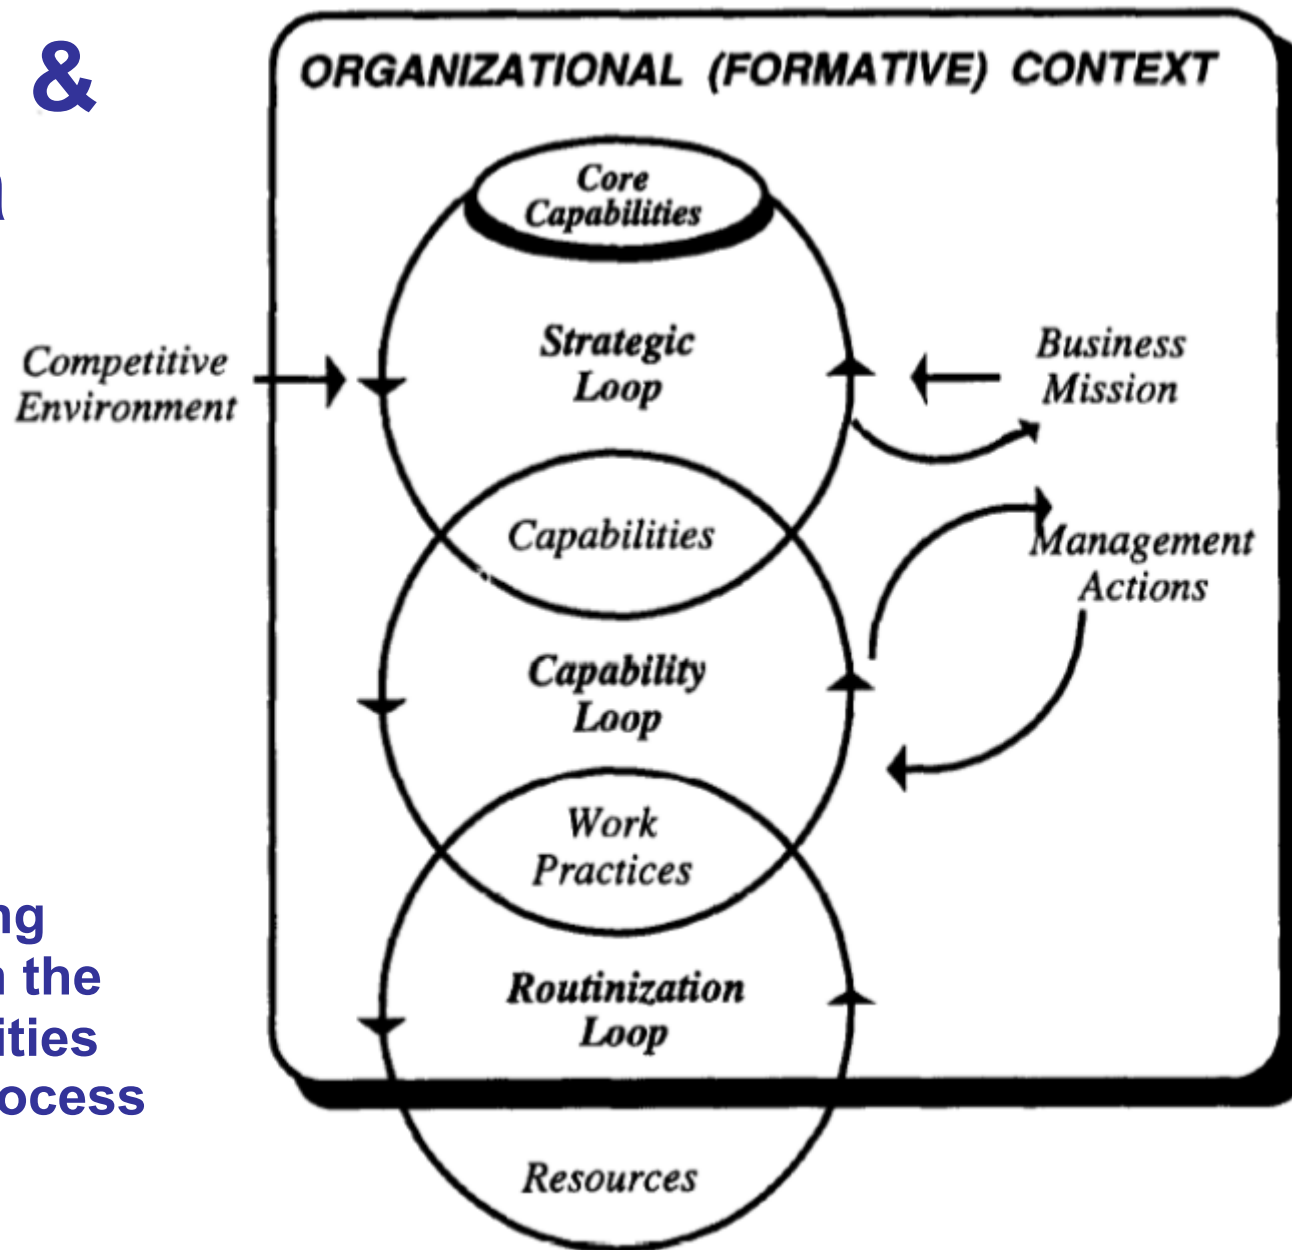 &
ORGANIZATIONAL (FORMATIVE) CONTEXT
Core
Capabilities
Strategic
Loop
Competitive
Environment
Business
Mission
Capabilities
Management
Actions
Capability
Loop
Work
Practices
Routinization
Loop
Resources
ng
the
ities
ocess